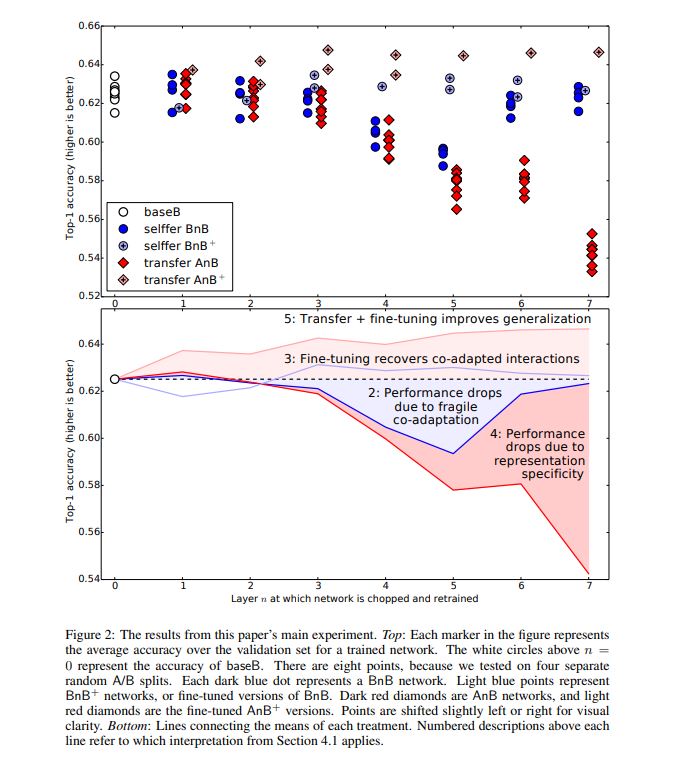 0.66
0.64
0.62
0.60
0.58
0.56
0.54
0.52
Top-1 accuracy (higher is better)
baseB
selffer BnB
selffer BnB+
transfer AnB
transfer AnB+
0 1 2 3 4 5 6 7
5: Transfer + fine-tuning improves generalization
3: Fine-tuning recovers co-adapted interactions
2: Performance drops
due to fragile
co-adaptation
4: Performance
drops due to
representation
specificity
0.64
0.62
0.60
0.58
0.56
0.54
Top-1 accuracy (higher is better)
0 1 2 3 4 5 6 7
Layer n at which network is chopped and retrained
Figure 2: The results from this paper's main experiment. Top: Each marker in the figure represents
the average accuracy over the validation set for a trained network. The white circles above n =
0 represent the accuracy of baseB. There are eight points, because we tested on four separate
random A/B splits. Each dark blue dot represents a BnB network. Light blue points represent
BnB+ networks, or fine-tuned versions of BnB. Dark red diamonds are AnB networks, and light
red diamonds are the fine-tuned AnB+ versions. Points are shifted slightly left or right for visual
clarity. Bottom: Lines connecting the means of each treatment. Numbered descriptions above each
line refer to which interpretation from Section 4.1 applies.